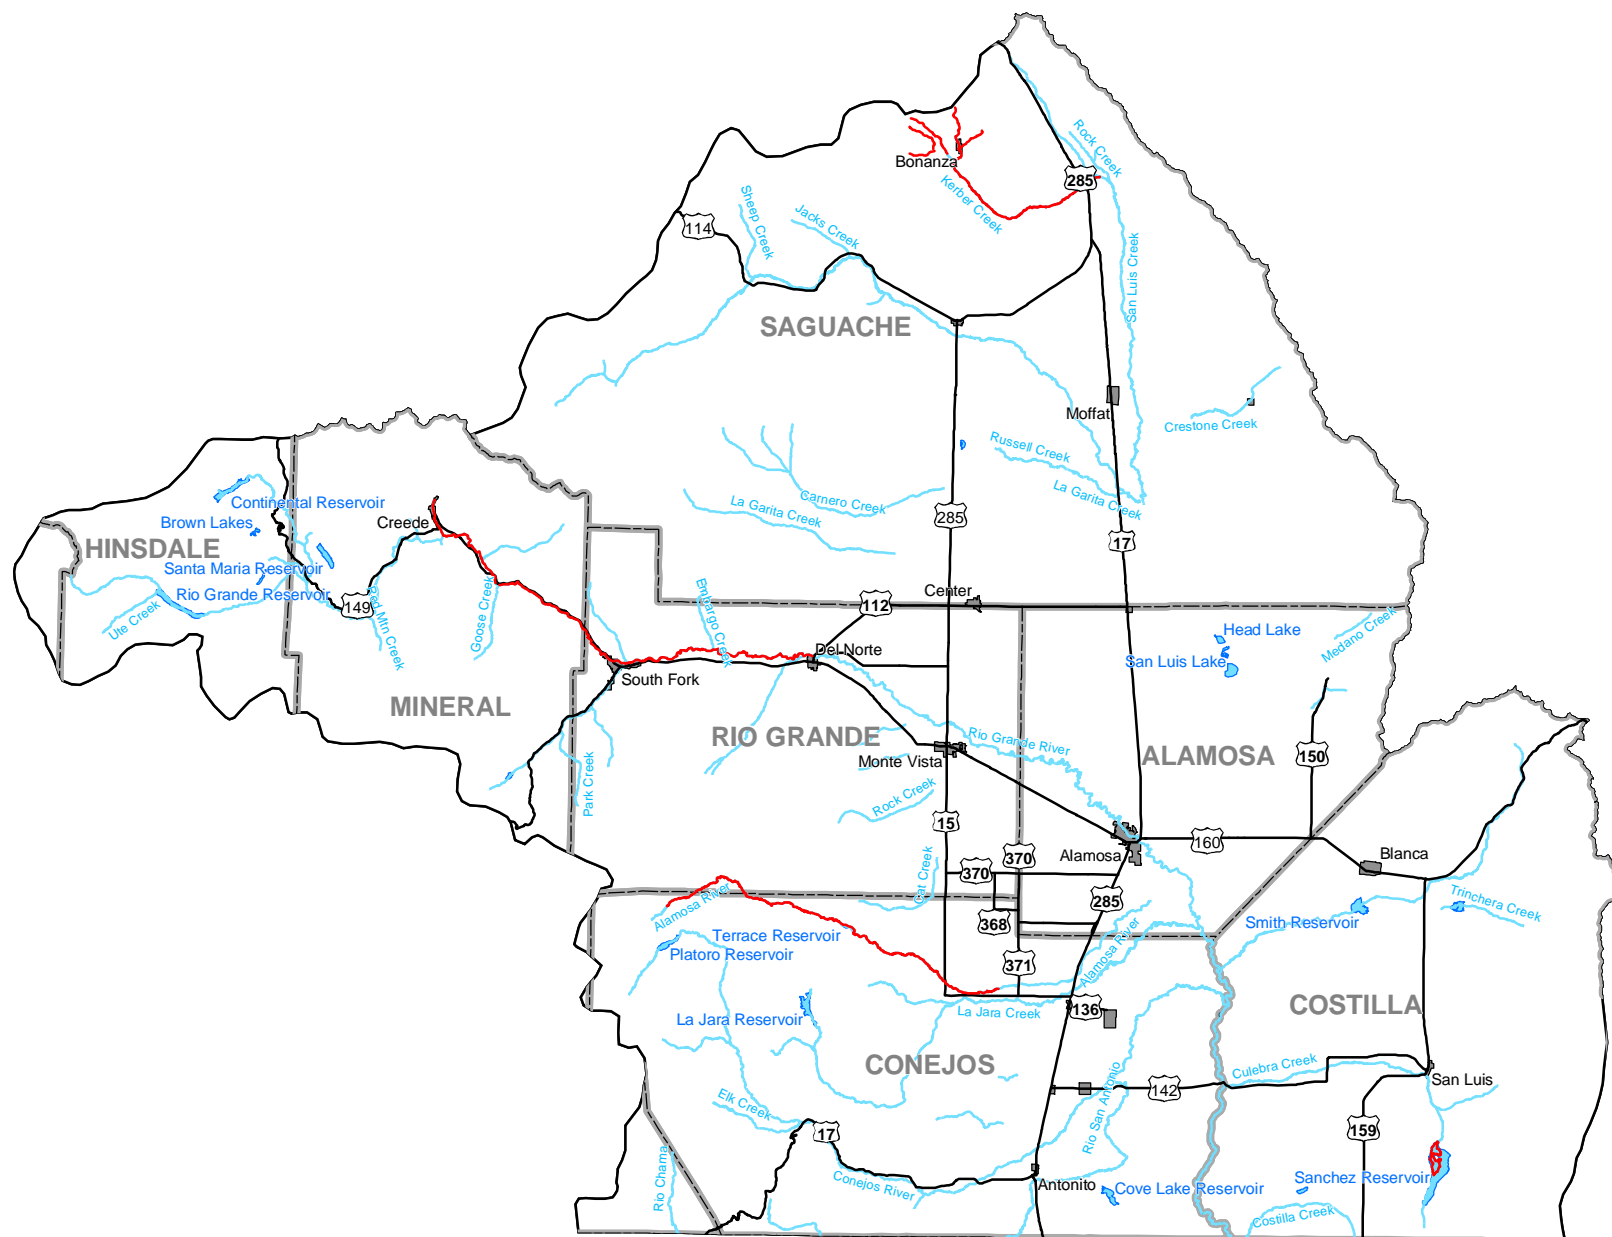 Rock Creek
Bonanza
285
Kerber Creek
Sheep Creek
Jacks Creek
114
San Luis Creek
SAGUACHE
Moffat
Crestone Creek
Russell Creek
La Garita Creek
Carnero Creek
La Garita Creek
285
17
Continental Reservoir
Brown Lakes
Creede
HINSDALE
Santa Maria Reservoir
Rio Grande Reservoir
149
Ute Creek
Red Mtn Creek
Goose Creek
Embargo Creek
112
Center
Head Lake
Medano Creek
San Luis Lake
Del Norte
South Fork
MINERAL
RIO GRANDE
Rio Grande River
ALAMOSA
150
Monte Vista
Park Creek
Rock Creek
15
160
Alamosa
370
370
Blanca
Cat Creek
285
368
Trinchera Creek
Smith Reservoir
Alamosa River
Terrace Reservoir
Platoro Reservoir
Alamosa River
371
La Jara Reservoir
La Jara Creek
136
COSTILLA
CONEJOS
Culebra Creek
San Luis
142
Rio San Antonio
Elk Creek
17
159
Rio Chama
Conejos River
Antonito
Cove Lake Reservoir
Sanchez Reservoir
Costilla Creek